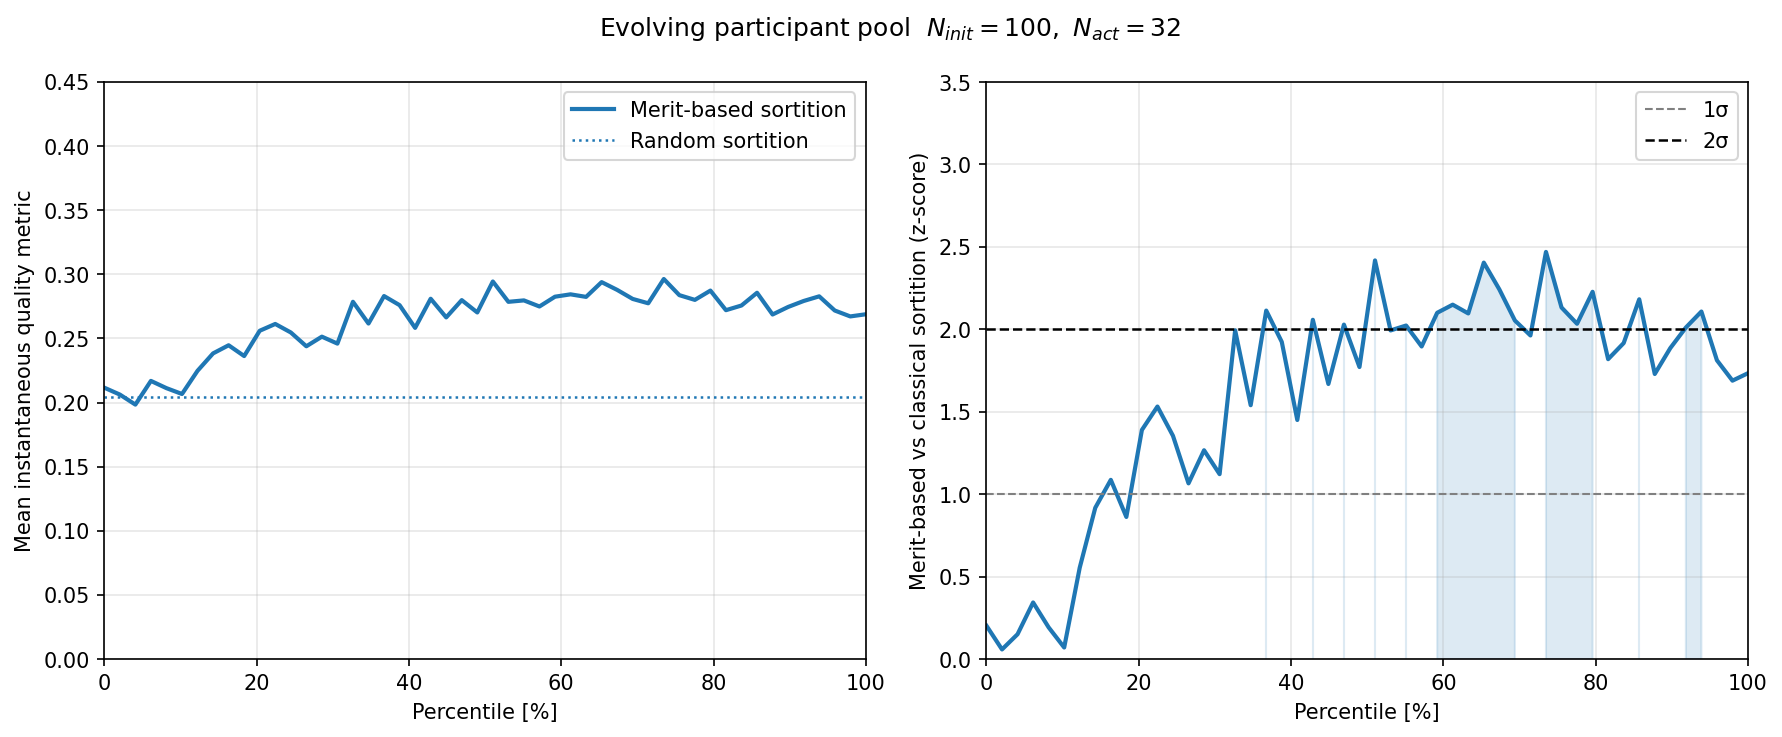 Evolving participant pool N_init = 100, N_act = 32
Mean instantaneous quality metric
0.45
0.40
0.35
0.30
0.25
0.20
0.15
0.10
0.05
0.00
Merit-based sortition
Random sortition
0 20 40 60 80 100
Percentile [%]
Merit-based vs classical sortition (z-score)
3.5
3.0
2.5
2.0
1.5
1.0
0.5
0.0
1σ
2σ
0 20 40 60 80 100
Percentile [%]